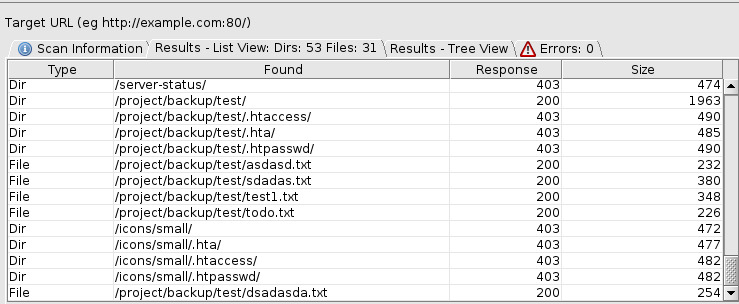 Target URL (eg http://example.com:80/)
Scan Information Results - List View: Dirs: 53 Files: 31 Results - Tree View Errors: 0
Type Found Response Size
Dir /server-status/ 403 474
Dir /project/backup/test/ 200 1963
Dir /project/backup/test/.htaccess/ 403 490
Dir /project/backup/test/.hta/ 403 485
Dir /project/backup/test/.htpasswd/ 403 490
File /project/backup/test/asdasd.txt 200 232
File /project/backup/test/sdadas.txt 200 380
File /project/backup/test/test1.txt 200 348
File /project/backup/test/todo.txt 200 226
Dir /icons/small/ 403 472
Dir /icons/small/.hta/ 403 477
Dir /icons/small/.htaccess/ 403 482
Dir /icons/small/.htpasswd/ 403 482
File /project/backup/test/dsadasda.txt 200 254